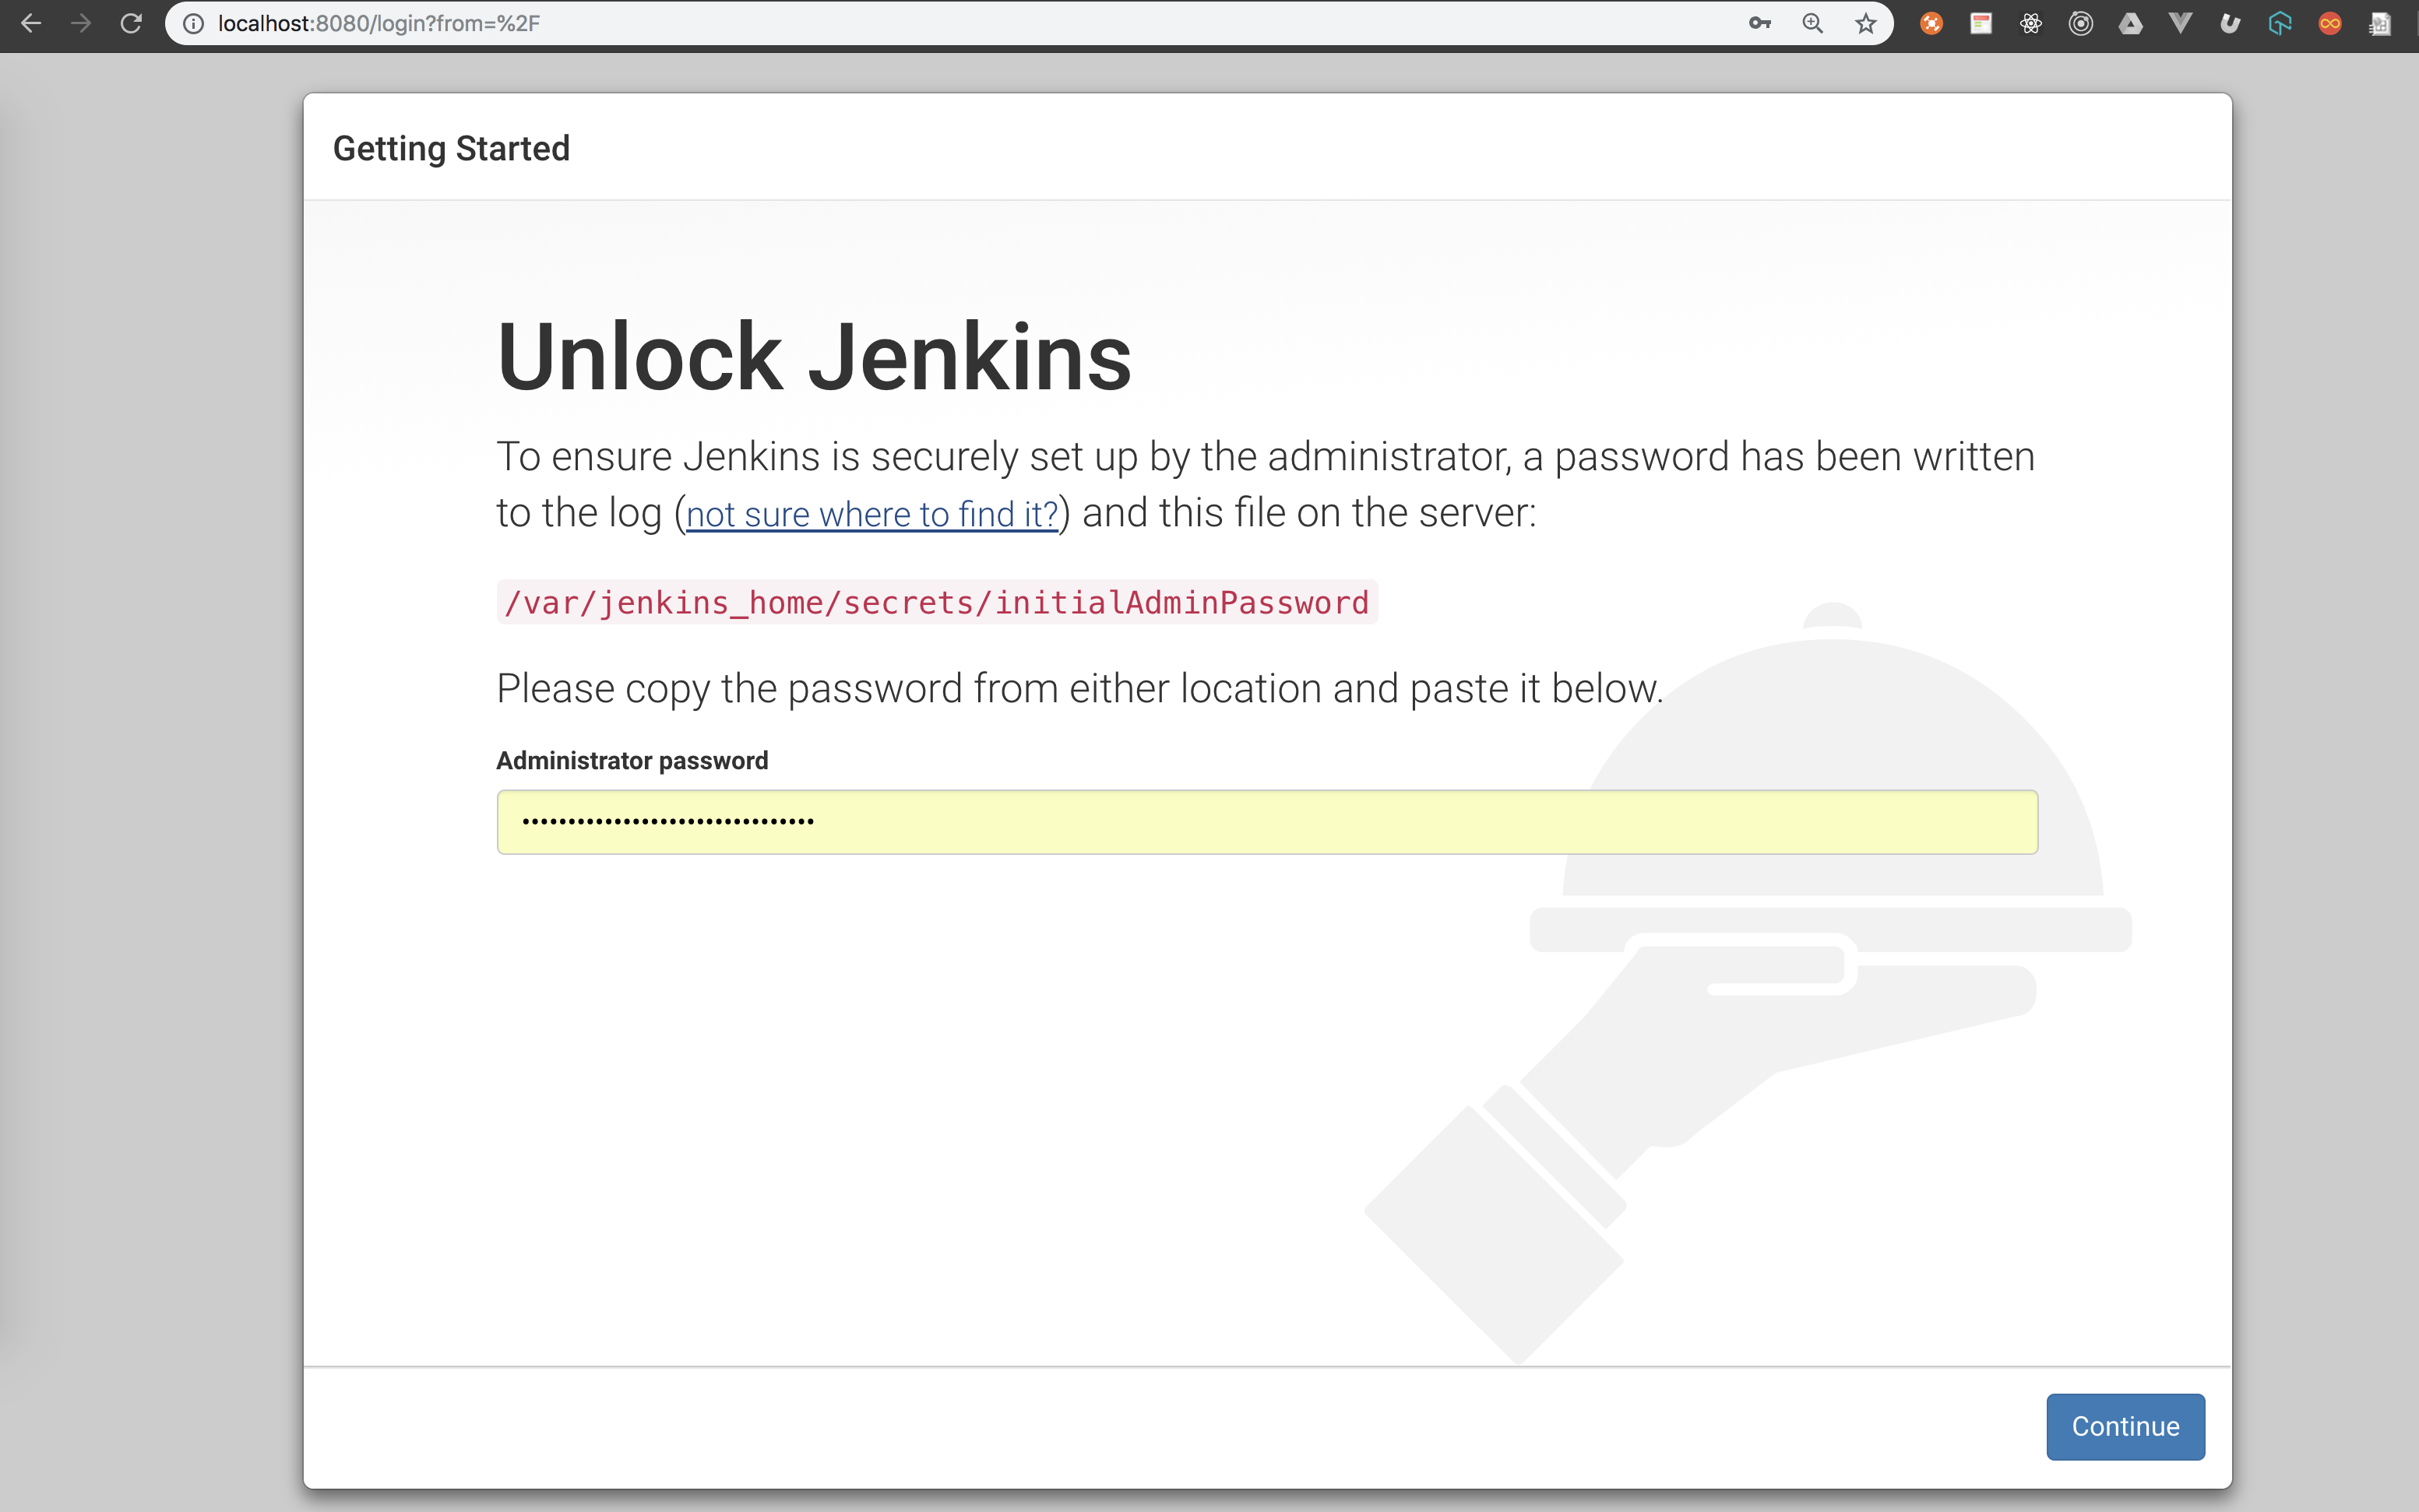 localhost:8080/login?from=%2F
Getting Started
Unlock Jenkins
To ensure Jenkins is securely set up by the administrator, a password has been written
to the log (not sure where to find it?) and this file on the server:
/var/jenkins_home/secrets/initialAdminPassword
Please copy the password from either location and paste it below.
Administrator password
••••••••••••••••••••••••••••••••
Continue